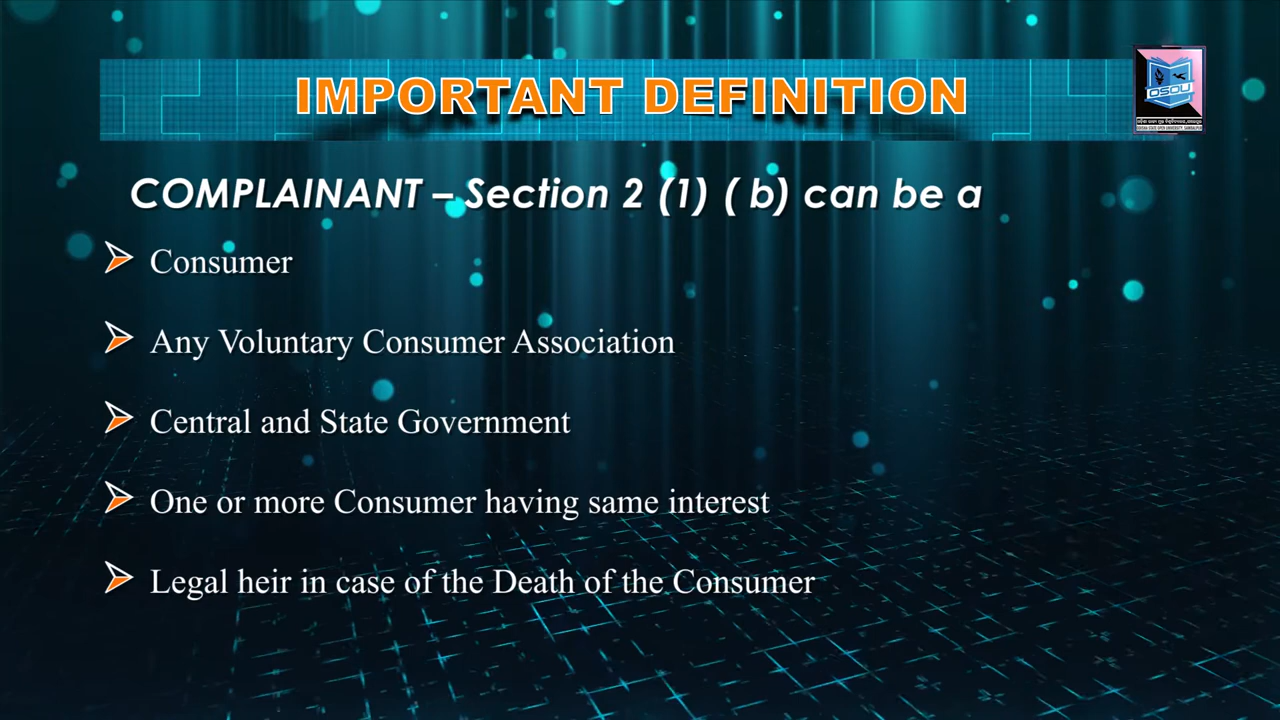 IMPORTANT DEFINITION
OSOU
COMPLAINANT – Section 2 (1) ( b) can be a
Consumer
Any Voluntary Consumer Association
Central and State Government
One or more Consumer having same interest
Legal heir in case of the Death of the Consumer